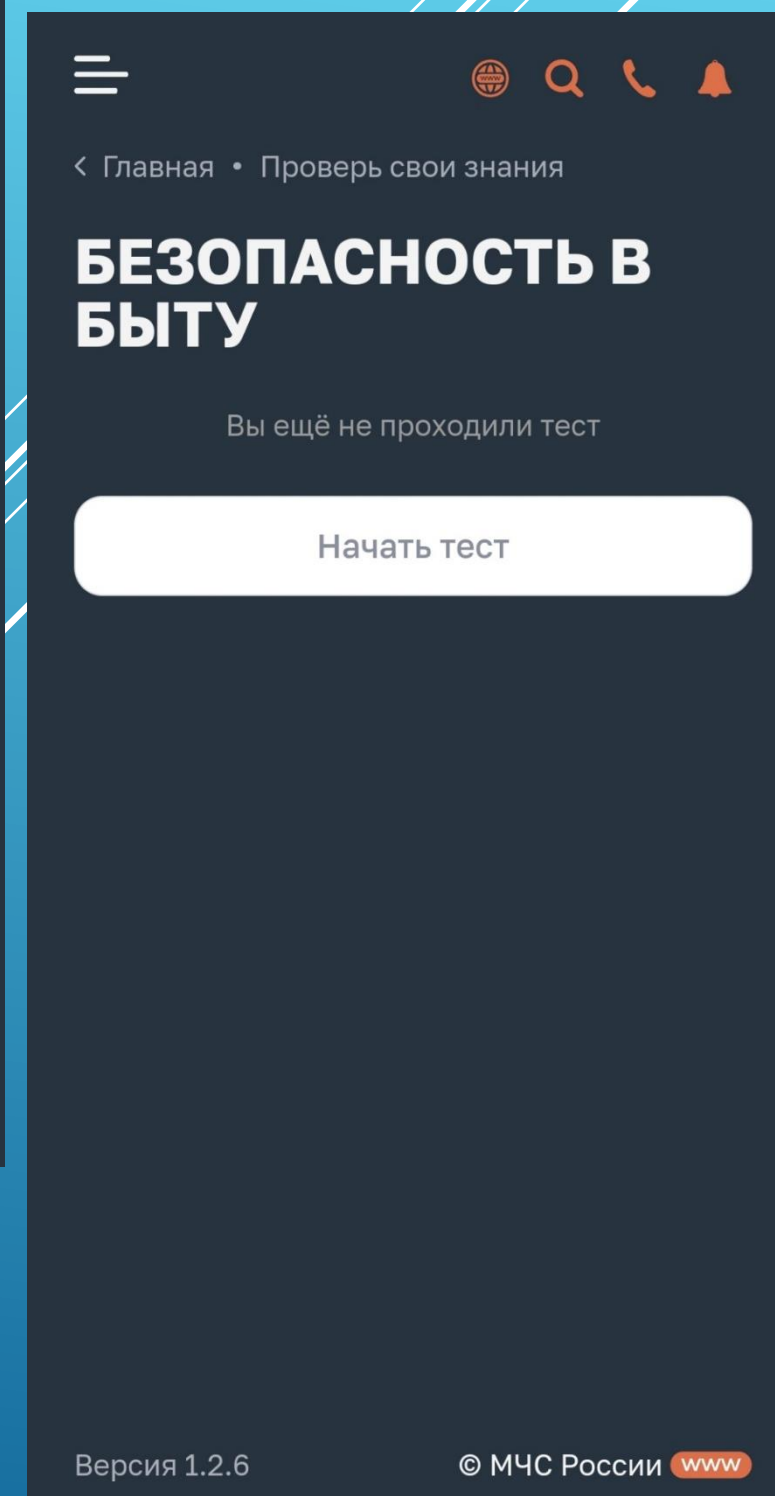 www
Главная • Проверь свои знания
БЕЗОПАСНОСТЬ В
БЫТУ
Вы ещё не проходили тест
Начать тест
Версия 1.2.6 © МЧС России www